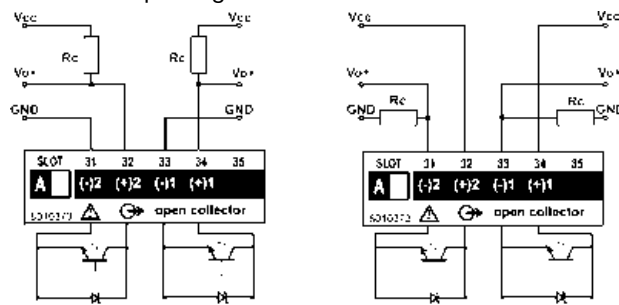 Vcc Vcc
Rc Rc
Vo+ Vo+
GND GND
SLOT 31 32 33 34 35
A (-)2 (+)2 (-)1 (+)1
open collector
Vcc Vcc
Vo+ Vo+
GND Rc Rc GND
SLOT 31 32 33 34 35
A (-)2 (+)2 (-)1 (+)1
open collector